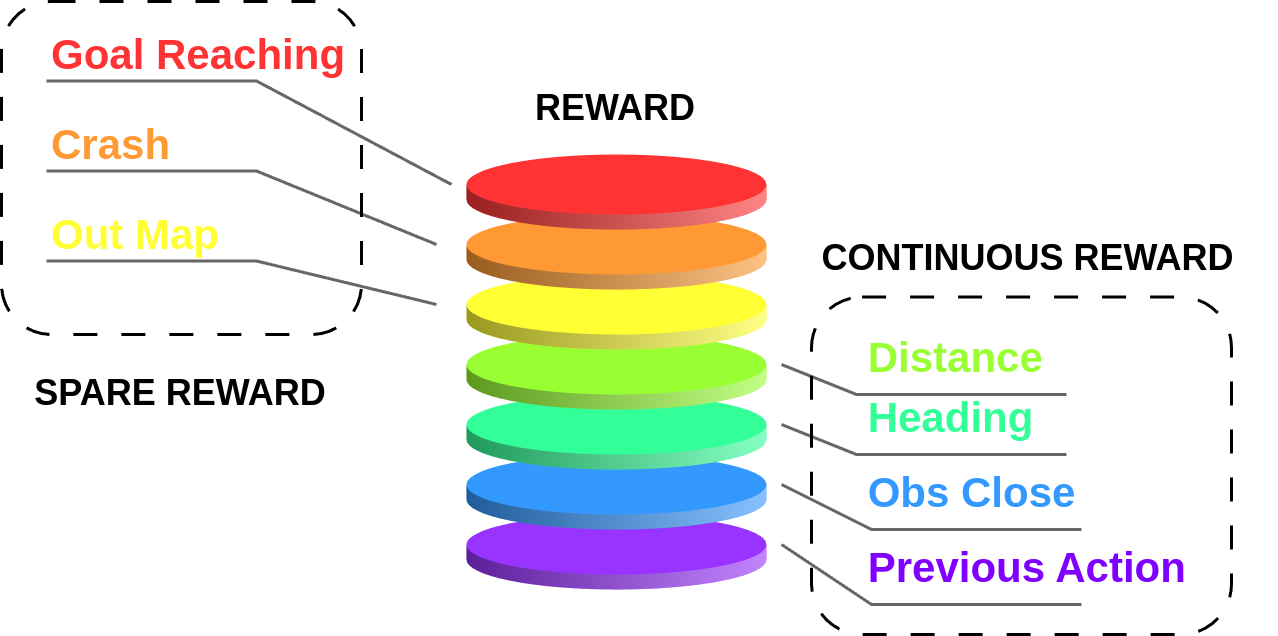 Goal Reaching
Crash
Out Map
SPARE REWARD
REWARD
CONTINUOUS REWARD
Distance
Heading
Obs Close
Previous Action